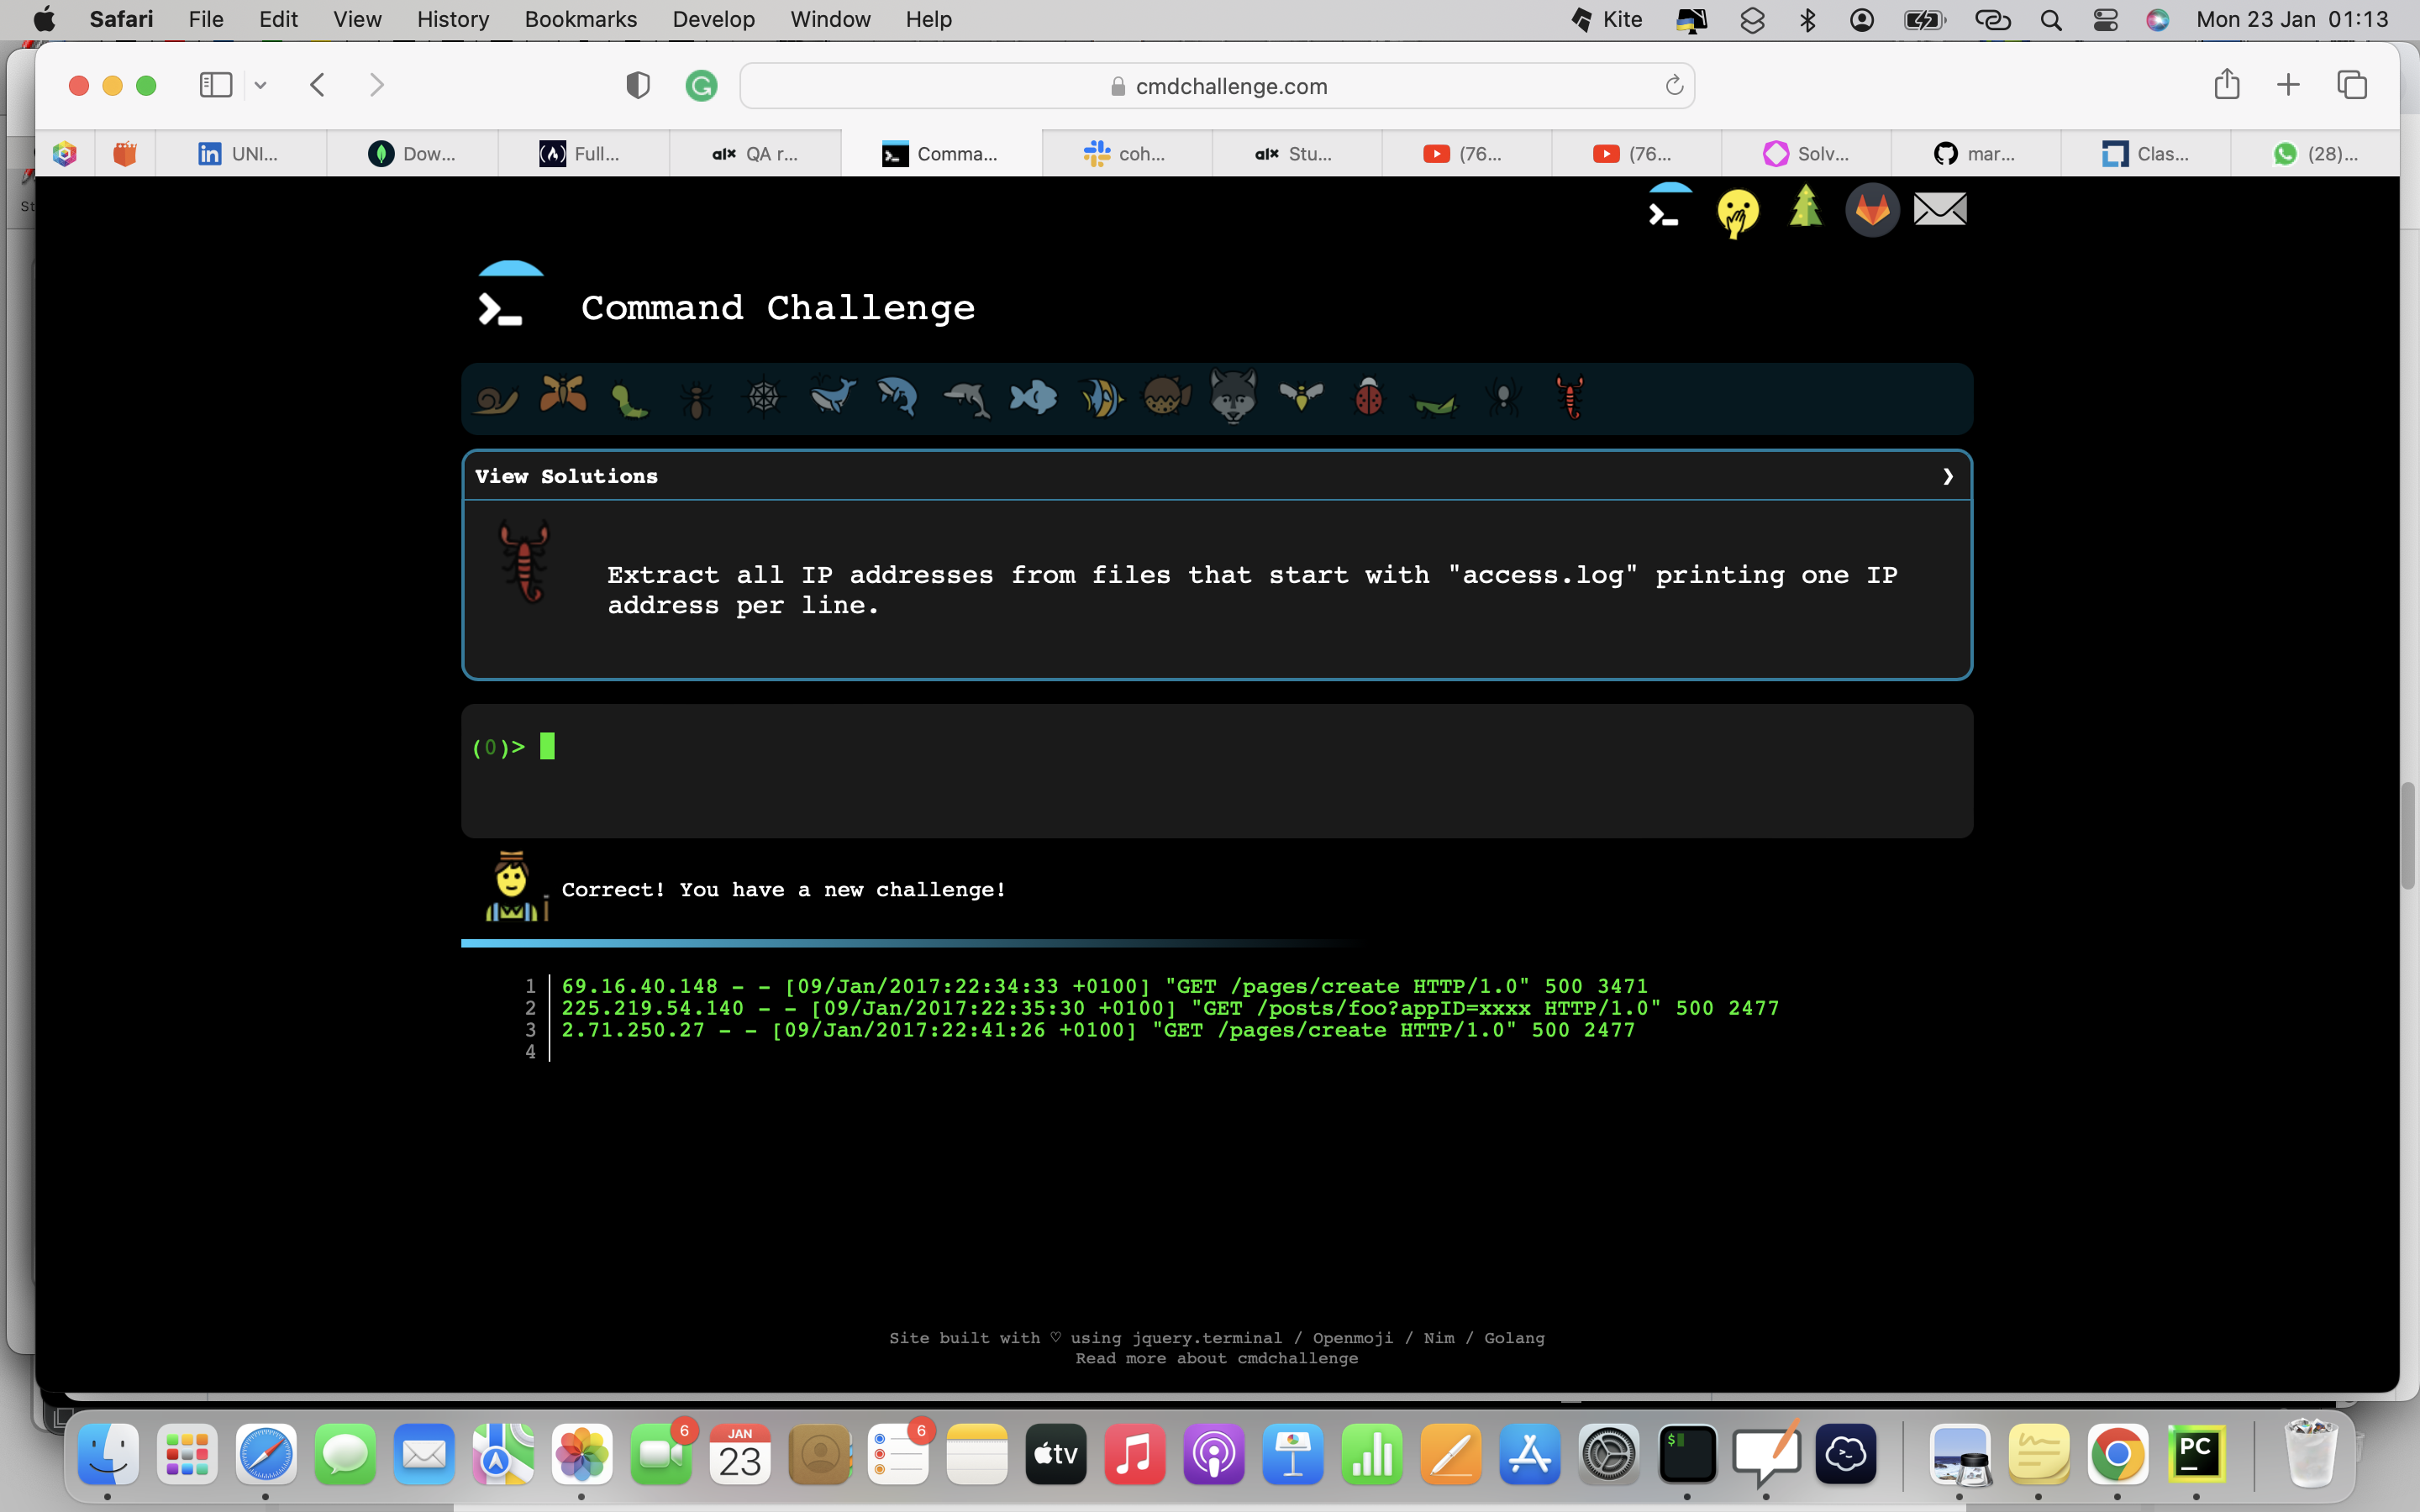 Safari File Edit View History Bookmarks Develop Window Help Kite Mon 23 Jan 01:13
cmdchallenge.com
UNI... Dow... Full... alx QA r... Comma... coh... alx Stu... (76... (76... Solv... mar... Clas... (28)...
St
Command Challenge
View Solutions
Extract all IP addresses from files that start with "access.log" printing one IP
address per line.
(0)>
Correct! You have a new challenge!
1 69.16.40.148 - - [09/Jan/2017:22:34:33 +0100] "GET /pages/create HTTP/1.0" 500 3471
2 225.219.54.140 - - [09/Jan/2017:22:35:30 +0100] "GET /posts/foo?appID=xxxx HTTP/1.0" 500 2477
3 2.71.250.27 - - [09/Jan/2017:22:41:26 +0100] "GET /pages/create HTTP/1.0" 500 2477
4
Site built with ♡ using jquery.terminal / Openmoji / Nim / Golang
Read more about cmdchallenge
6 JAN 23 6 tv $ PC